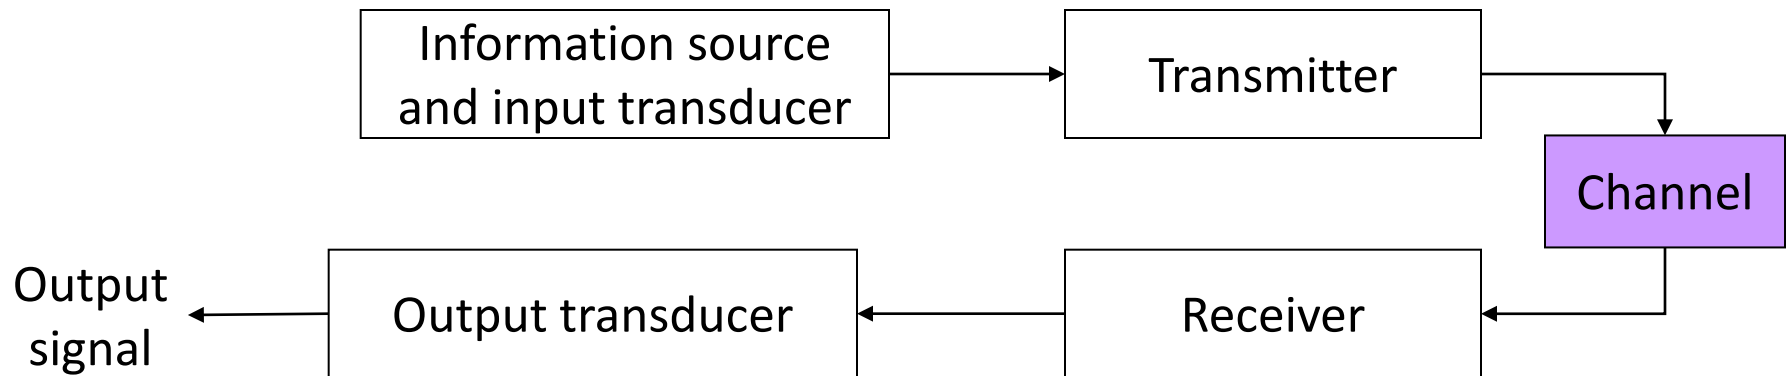 Information source
and input transducer
Transmitter
Channel
Output
signal
Output transducer
Receiver